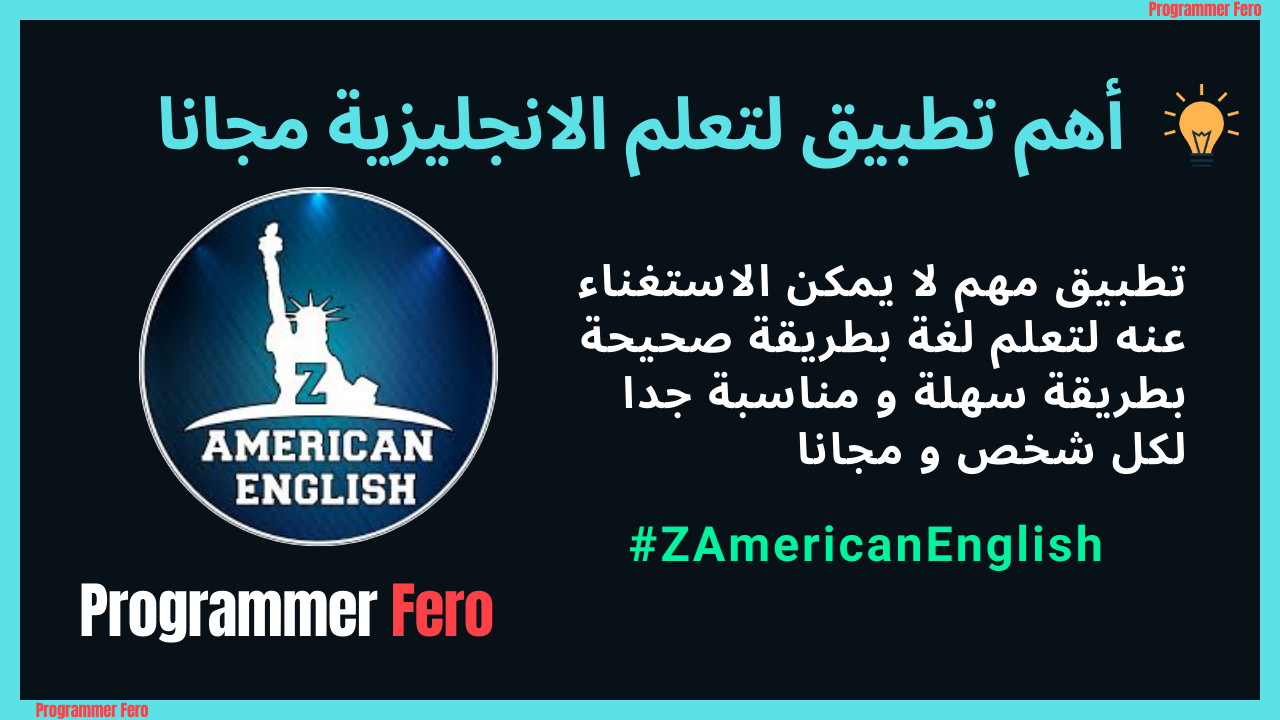 Programmer Fero
أهم تطبيق لتعلم الانجليزية مجانا
تطبيق مهم لا يمكن الاستغناء
عنه لتعلم لغة بطريقة صحيحة
بطريقة سهلة و مناسبة جدا
لكل شخص و مجانا
Z
AMERICAN
ENGLISH
#ZAmericanEnglish
Programmer Fero
Programmer Fero